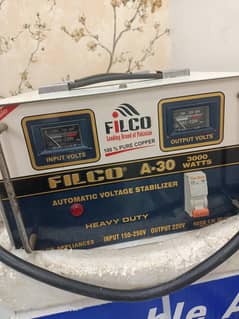 FILCO
Leading Brand of Pakistan
100 % PURE COPPER
INPUT VOLTS
OUTPUT VOLTS
FILCO A-30 3000 WATTS
AUTOMATIC VOLTAGE STABILIZER
HEAVY DUTY
APPLIANCES INPUT 150-250V OUTPUT 220V